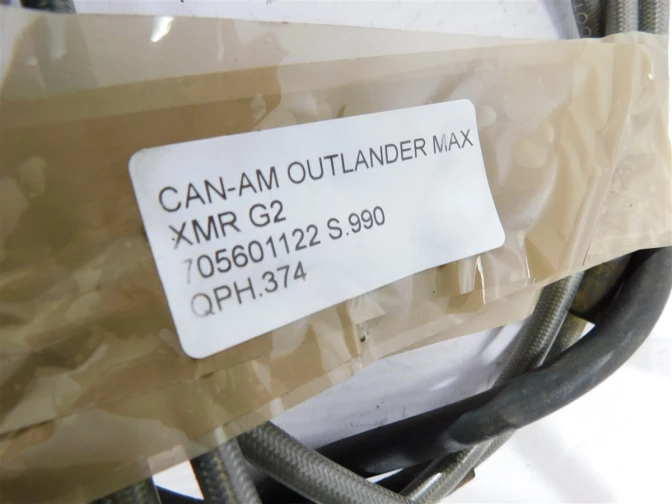 CAN-AM OUTLANDER MAX
XMR G2
705601122 S.990
QPH.374